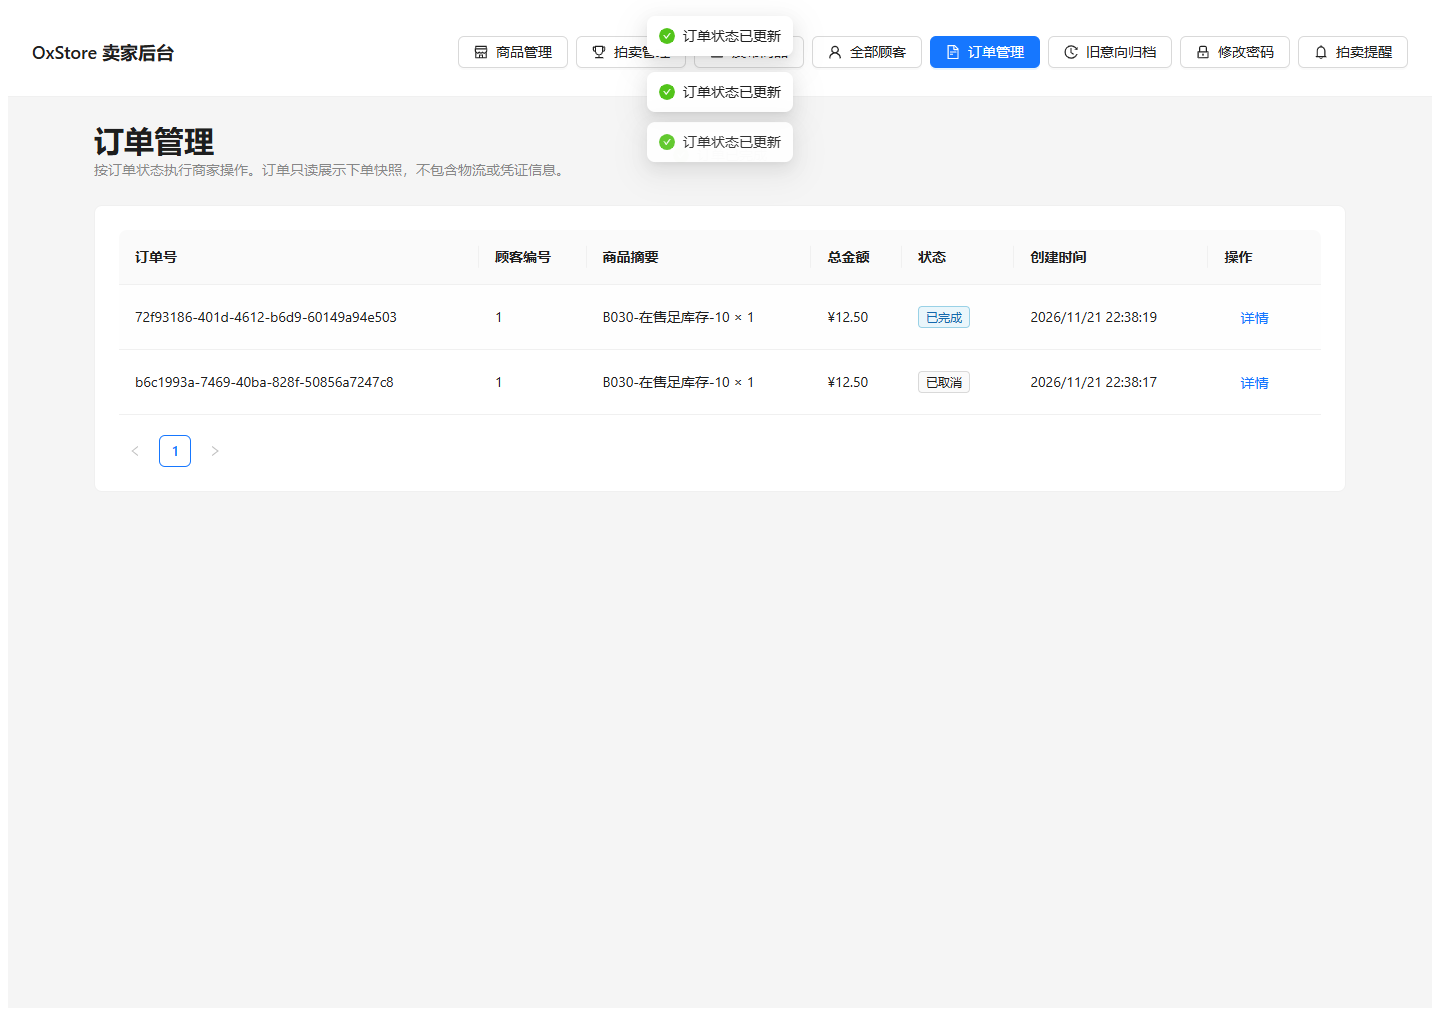 OxStore 卖家后台
商品管理
拍卖管理
全部顾客
订单管理
旧意向归档
修改密码
拍卖提醒
订单状态已更新
订单状态已更新
订单状态已更新
订单管理
按订单状态执行商家操作。订单只读展示下单快照，不包含物流或凭证信息。
订单号 顾客编号 商品摘要 总金额 状态 创建时间 操作
72f93186-401d-4612-b6d9-60149a94e503 1 B030-在售足库存-10 × 1 ¥12.50 已完成 2026/11/21 22:38:19 详情
b6c1993a-7469-40ba-828f-50856a7247c8 1 B030-在售足库存-10 × 1 ¥12.50 已取消 2026/11/21 22:38:17 详情
1